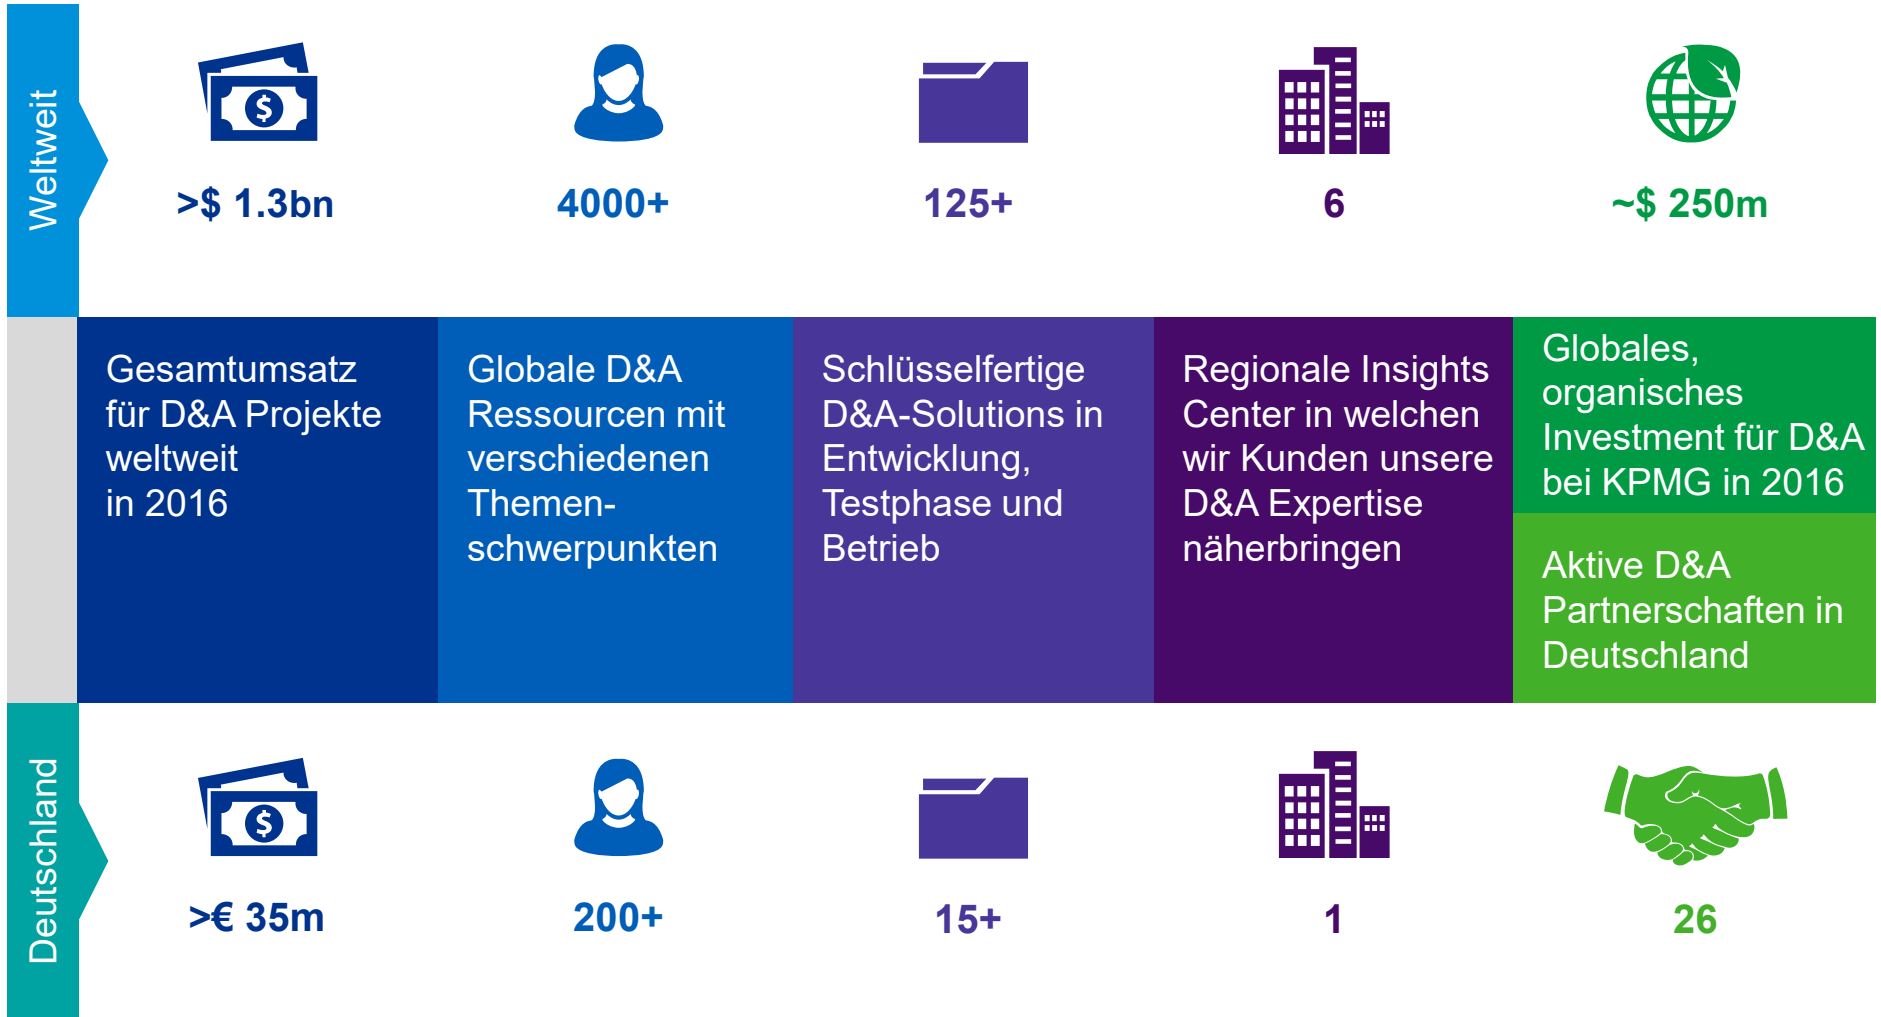 Weltweit
>$ 1.3bn
4000+
125+
6
~$ 250m
Gesamtumsatz
für D&A Projekte
weltweit
in 2016
Globale D&A
Ressourcen mit
verschiedenen
Themen-
schwerpunkten
Schlüsselfertige
D&A-Solutions in
Entwicklung,
Testphase und
Betrieb
Regionale Insights
Center in welchen
wir Kunden unsere
D&A Expertise
näherbringen
Globales,
organisches
Investment für D&A
bei KPMG in 2016
Aktive D&A
Partnerschaften in
Deutschland
Deutschland
>€ 35m
200+
15+
1
26